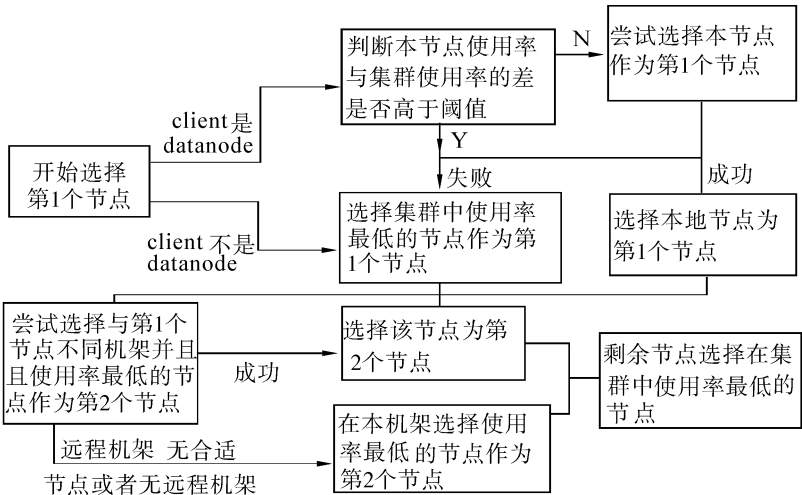 判断本节点使用率
与集群使用率的差
是否高于阈值
N
尝试选择本节点
作为第1个节点
client是
datanode
Y
开始选择
第1个节点
失败
成功
client 不是
datanode
选择集群中使用率
最低的节点作为第
1个节点
选择本地节点为
第1个节点
尝试选择与第1个
节点不同机架并且
且使用率最低的节
点作为第2个节点
成功
选择该节点为第
2个节点
剩余节点选择在集
群中使用率最低的
节点
在本机架选择使用
率最低 的节点作为
第2个节点
远程机架 无合适
节点或者无远程机架